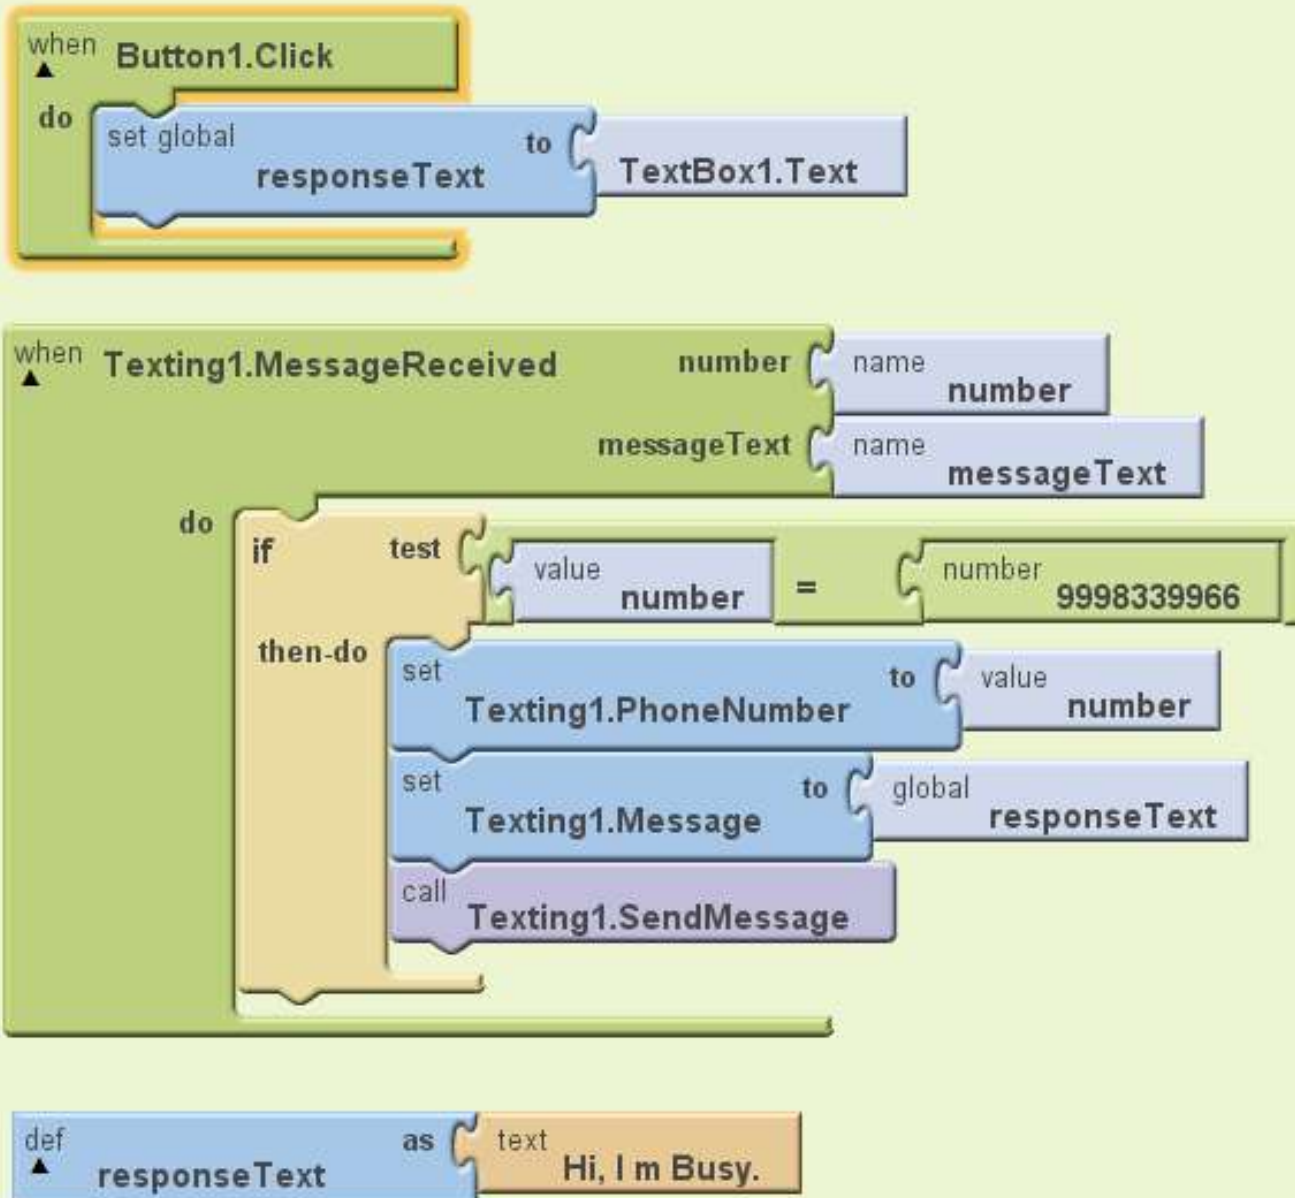 when Button1.Click
do set global responseText to TextBox1.Text
when Texting1.MessageReceived number name number
messageText name messageText
do if test value number = number 9998339966
then-do set Texting1.PhoneNumber to value number
set Texting1.Message to global responseText
call Texting1.SendMessage
def responseText as text Hi, I m Busy.